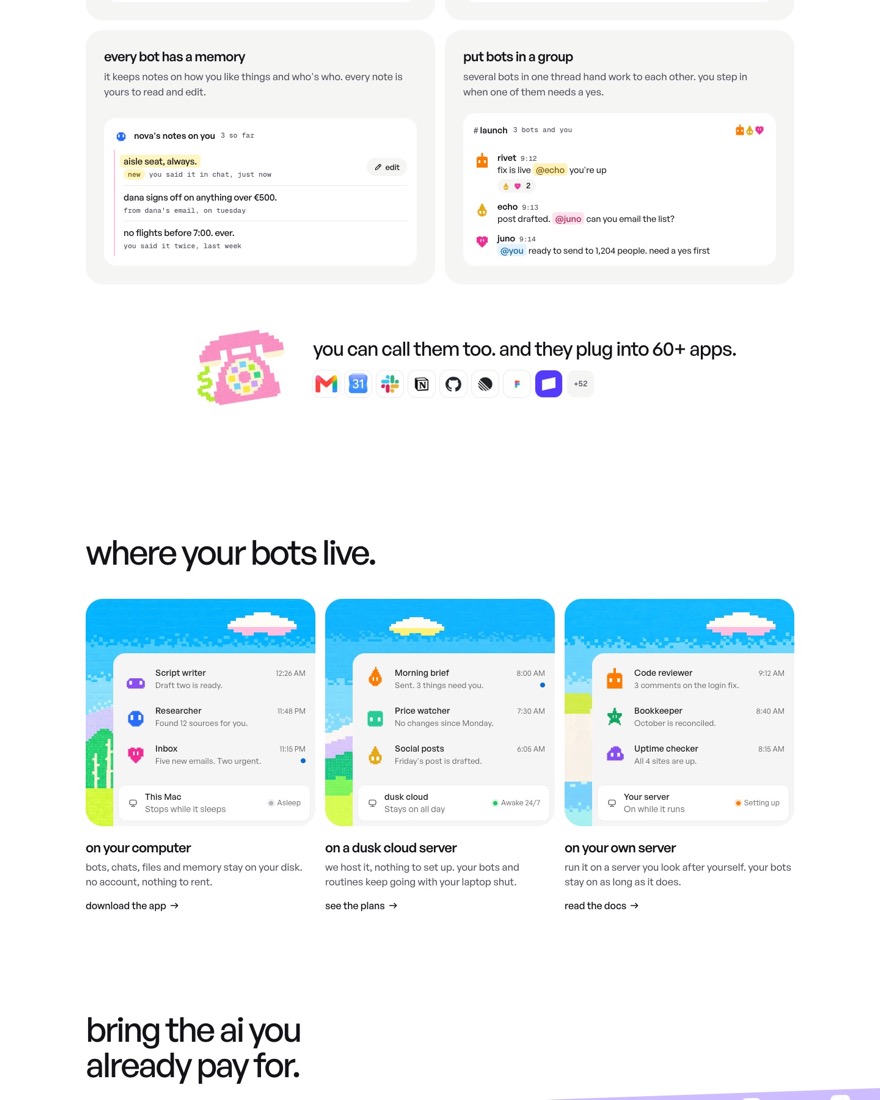 every bot has a memory
it keeps notes on how you like things and who's who. every note is
yours to read and edit.
nova's notes on you 3 so far
aisle seat, always.
new you said it in chat, just now
edit
dana signs off on anything over €500.
from dana's email, on tuesday
no flights before 7:00. ever.
you said it twice, last week
put bots in a group
several bots in one thread hand work to each other. you step in
when one of them needs a yes.
# launch 3 bots and you
rivet 9:12
fix is live @echo you're up
2
echo 9:13
post drafted. @juno can you email the list?
juno 9:14
@you ready to send to 1,204 people. need a yes first
you can call them too. and they plug into 60+ apps.
31
+52
where your bots live.
Script writer 12:26 AM
Draft two is ready.
Researcher 11:48 PM
Found 12 sources for you.
Inbox 11:15 PM
Five new emails. Two urgent.
This Mac
Stops while it sleeps
Asleep
on your computer
bots, chats, files and memory stay on your disk.
no account, nothing to rent.
download the app →
Morning brief 8:00 AM
Sent. 3 things need you.
Price watcher 7:30 AM
No changes since Monday.
Social posts 6:05 AM
Friday's post is drafted.
dusk cloud
Stays on all day
Awake 24/7
on a dusk cloud server
we host it, nothing to set up. your bots and
routines keep going with your laptop shut.
see the plans →
Code reviewer 9:12 AM
3 comments on the login fix.
Bookkeeper 8:40 AM
October is reconciled.
Uptime checker 8:15 AM
All 4 sites are up.
Your server
On while it runs
Setting up
on your own server
run it on a server you look after yourself. your bots
stay on as long as it does.
read the docs →
bring the ai you
already pay for.